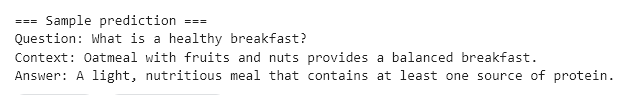 === Sample prediction ===
Question: What is a healthy breakfast?
Context: Oatmeal with fruits and nuts provides a balanced breakfast.
Answer: A light, nutritious meal that contains at least one source of protein.